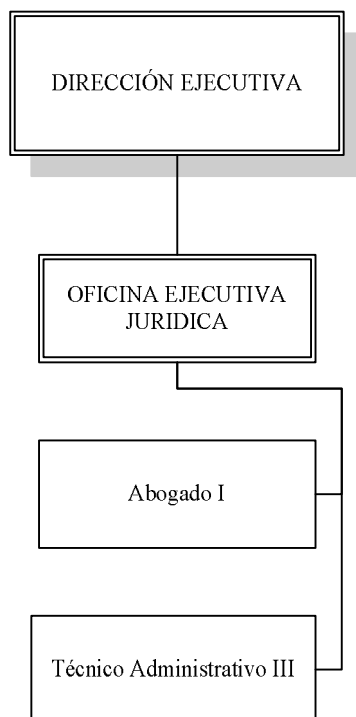 DIRECCIÓN EJECUTIVA
OFICINA EJECUTIVA
JURIDICA
Abogado I
Técnico Administrativo III